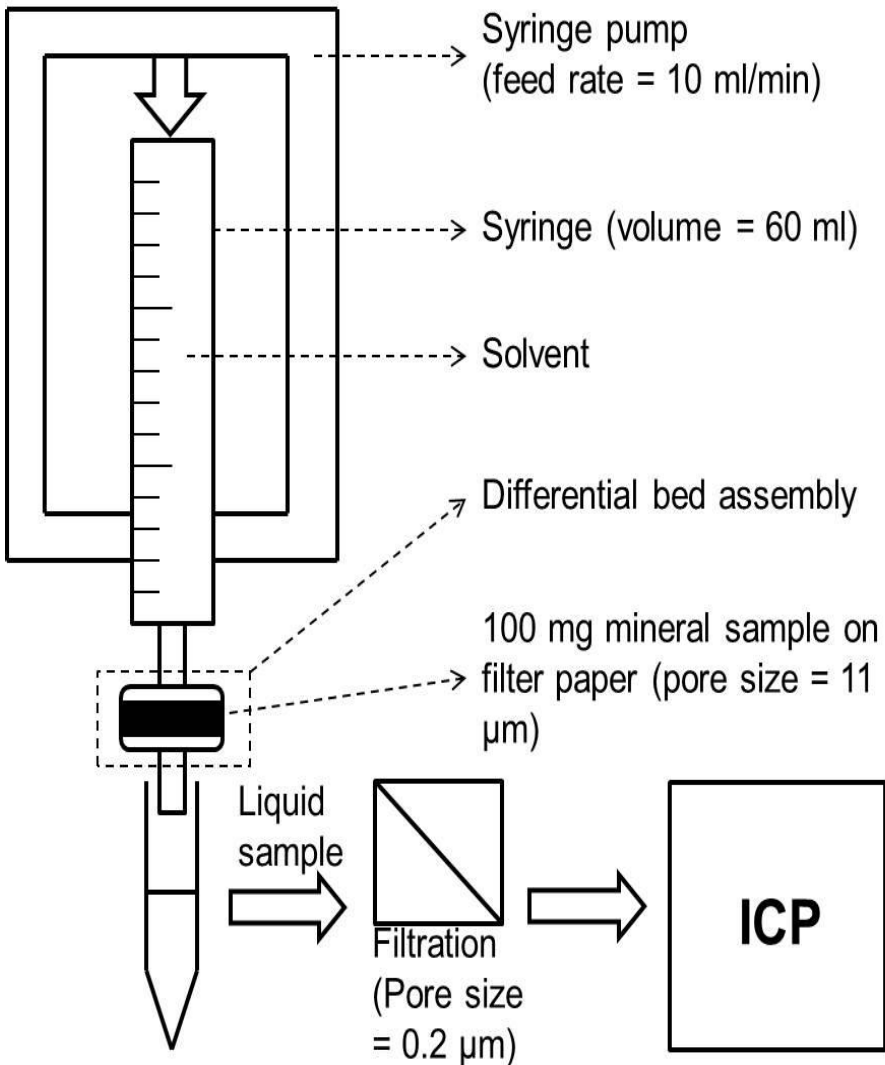 Syringe pump
(feed rate = 10 ml/min)
Syringe (volume = 60 ml)
Solvent
Differential bed assembly
100 mg mineral sample on
filter paper (pore size = 11
μm)
Liquid
sample
Filtration
(Pore size
= 0.2 μm)
ICP